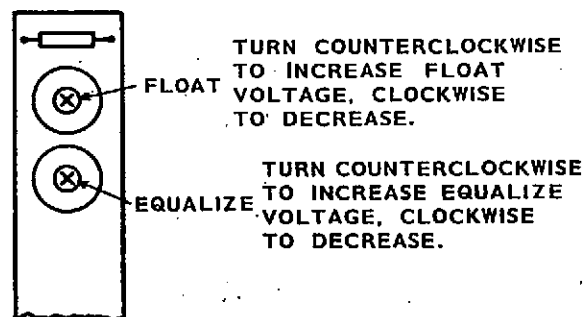 TURN COUNTERCLOCKWISE
TO INCREASE FLOAT
VOLTAGE, CLOCKWISE
TO DECREASE.
FLOAT
TURN COUNTERCLOCKWISE
TO INCREASE EQUALIZE
VOLTAGE, CLOCKWISE
TO DECREASE.
EQUALIZE